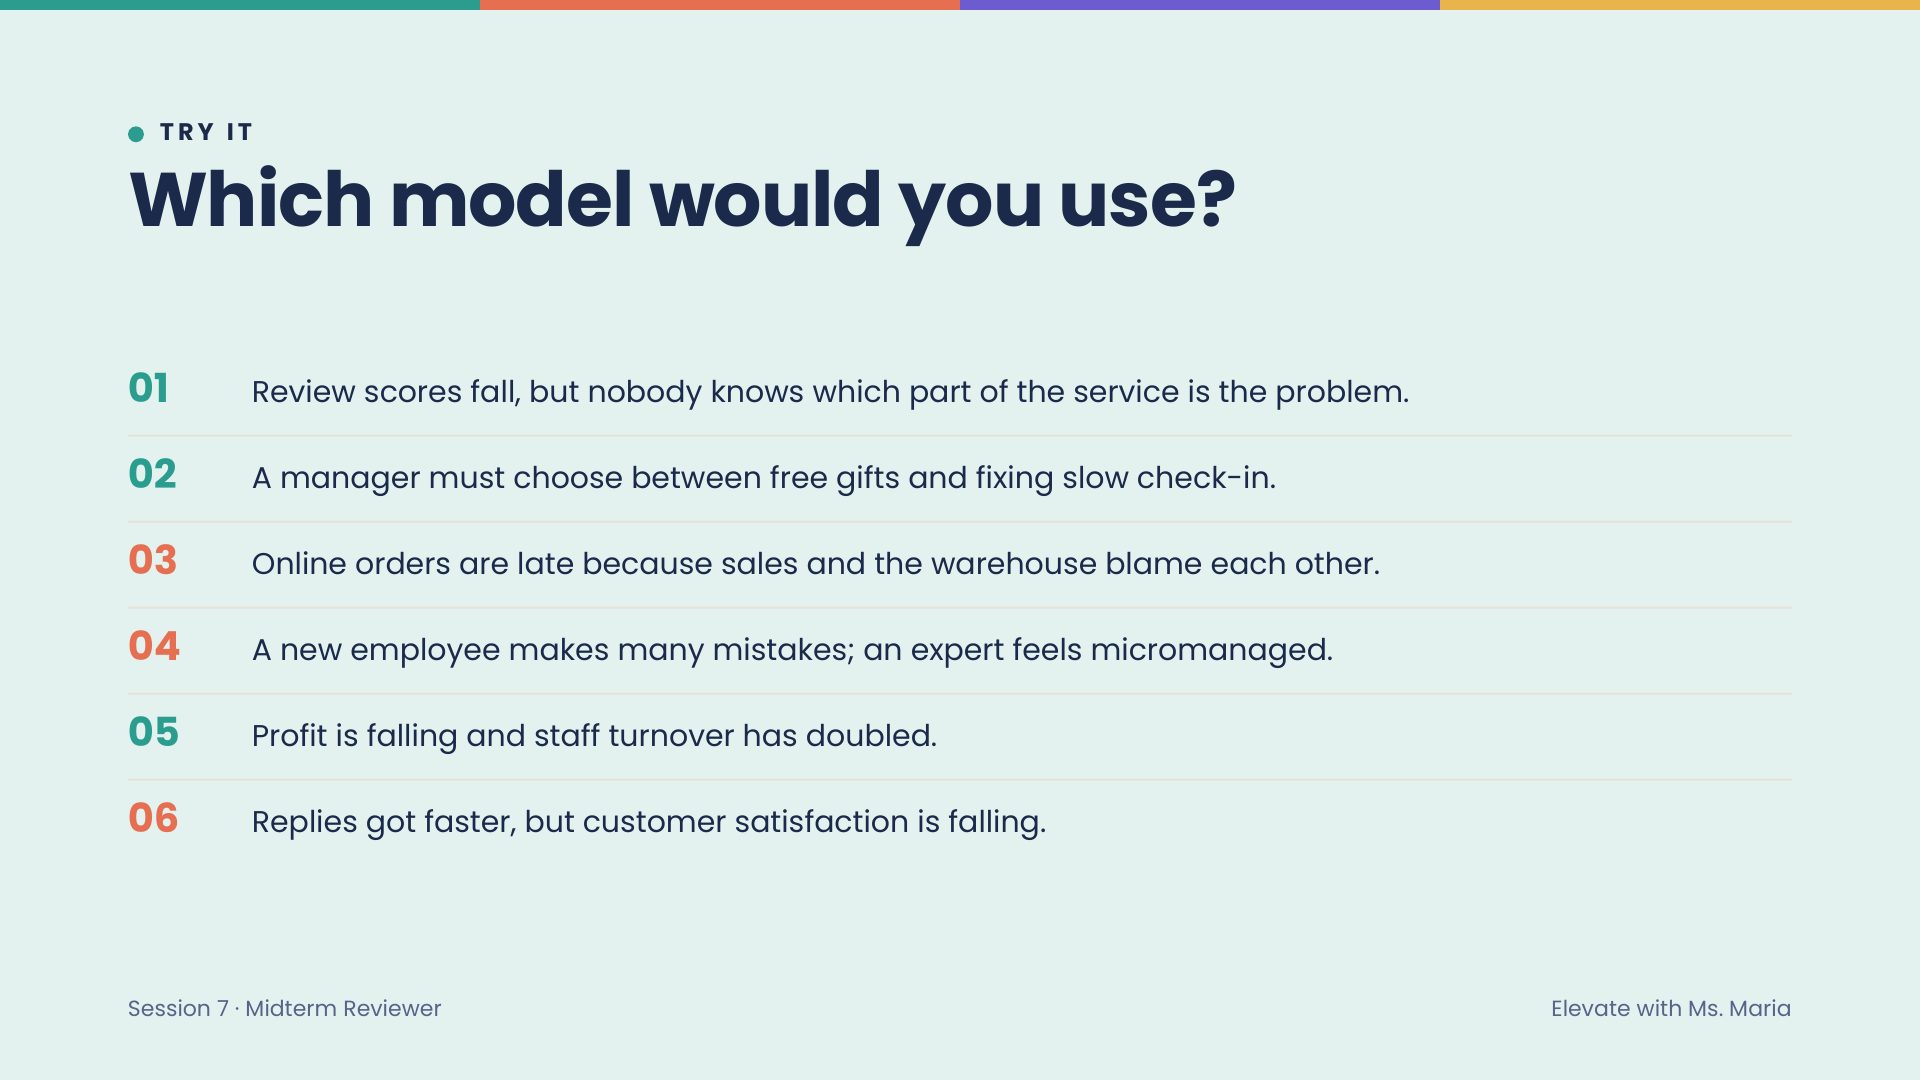 TRY IT
Which model would you use?
01 Review scores fall, but nobody knows which part of the service is the problem.
02 A manager must choose between free gifts and fixing slow check-in.
03 Online orders are late because sales and the warehouse blame each other.
04 A new employee makes many mistakes; an expert feels micromanaged.
05 Profit is falling and staff turnover has doubled.
06 Replies got faster, but customer satisfaction is falling.
Session 7 · Midterm Reviewer
Elevate with Ms. Maria